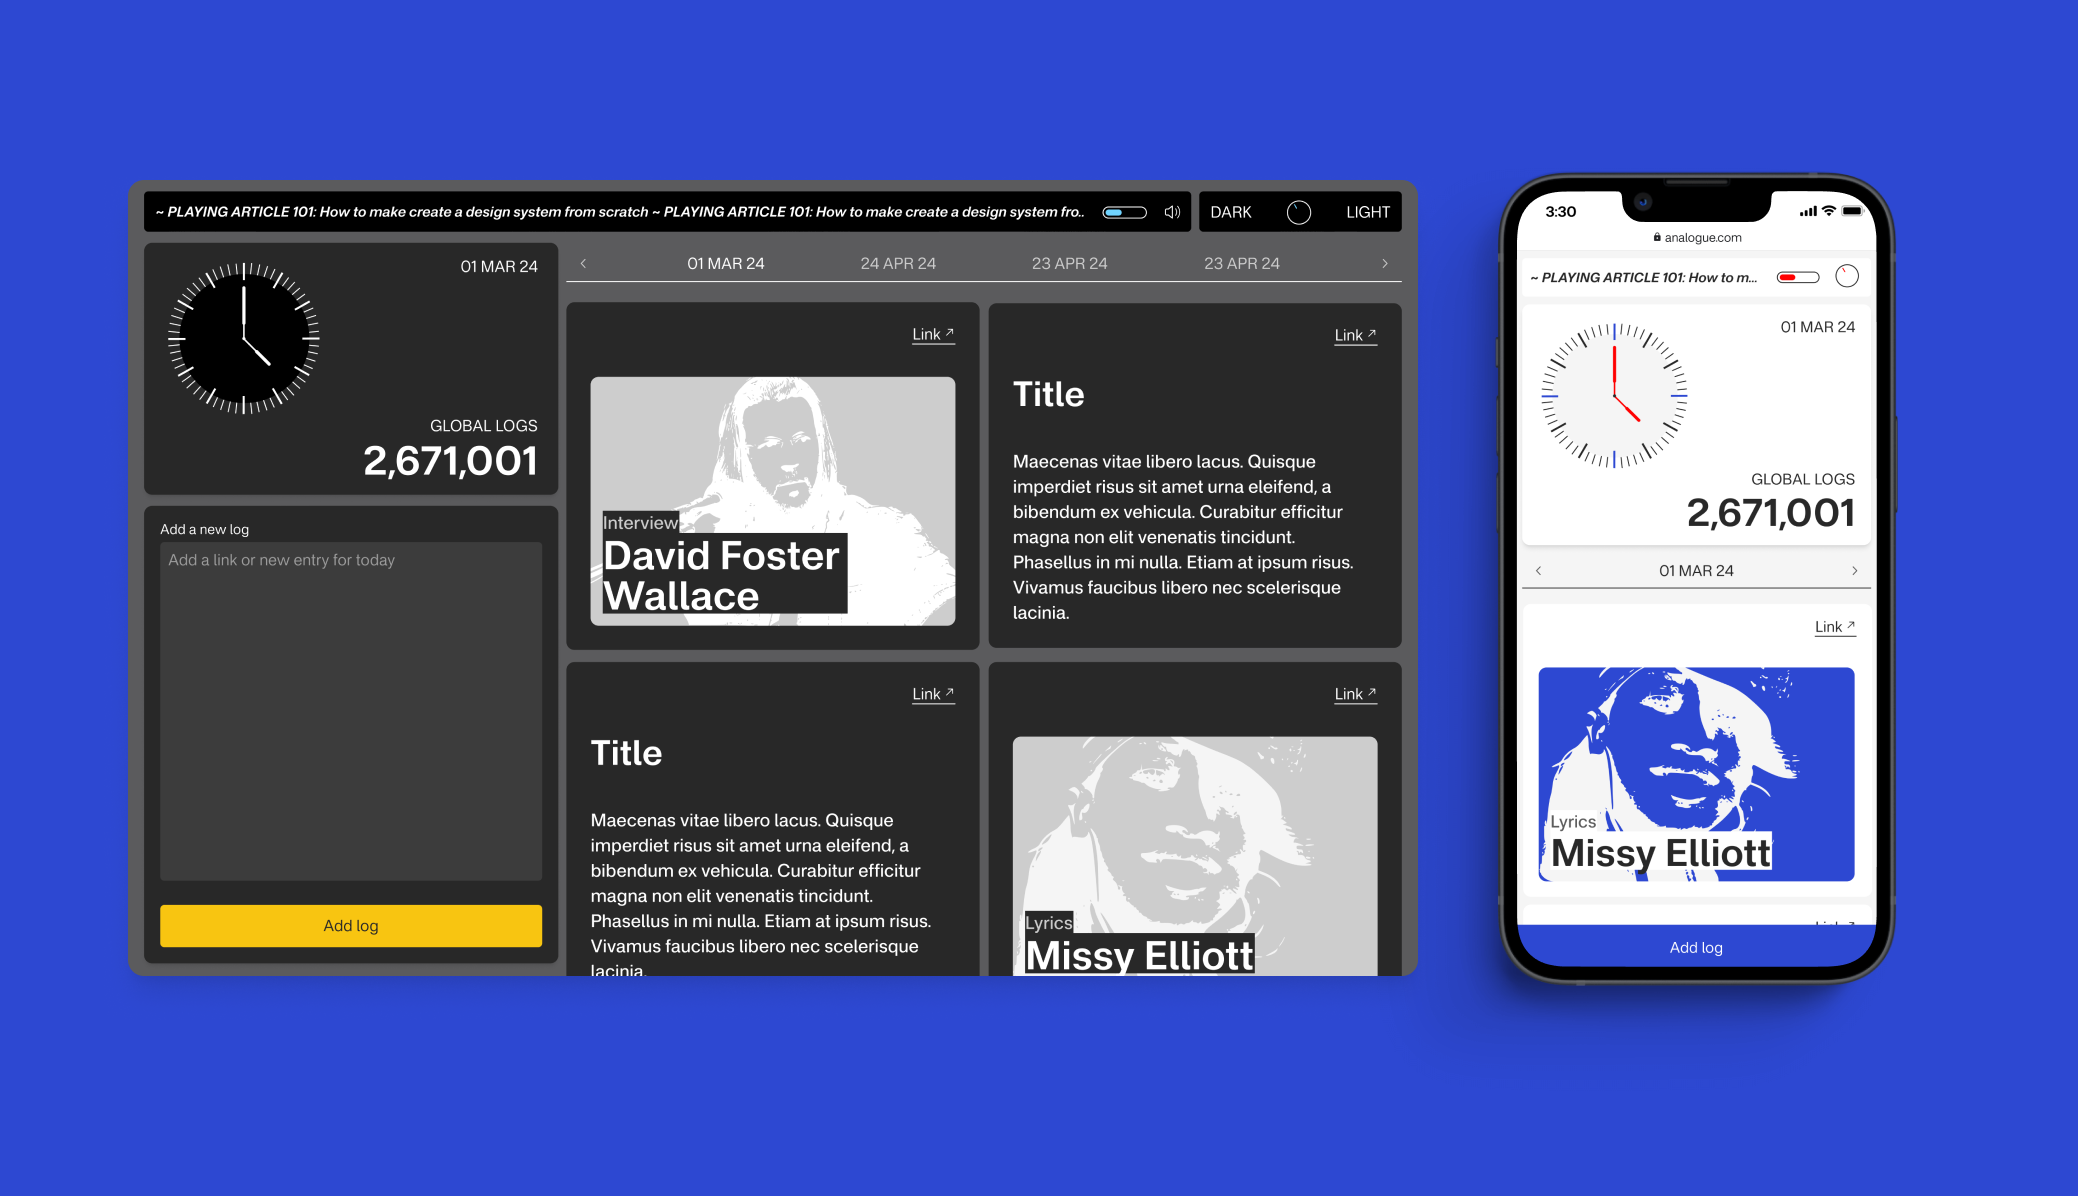 ~ PLAYING ARTICLE 101: How to make create a design system from scratch ~ PLAYING ARTICLE 101: How to make create a design system fro..
DARK
LIGHT
01 MAR 24
GLOBAL LOGS
2,671,001
Add a new log
Add a link or new entry for today
Add log
01 MAR 24
24 APR 24
23 APR 24
23 APR 24
Link ↗
Interview
David Foster
Wallace
Link ↗
Title
Maecenas vitae libero lacus. Quisque
imperdiet risus sit amet urna eleifend, a
bibendum ex vehicula. Curabitur efficitur
magna non elit venenatis tincidunt.
Phasellus in mi nulla. Etiam at ipsum risus.
Vivamus faucibus libero nec scelerisque
lacinia.
Link ↗
Title
Maecenas vitae libero lacus. Quisque
imperdiet risus sit amet urna eleifend, a
bibendum ex vehicula. Curabitur efficitur
magna non elit venenatis tincidunt.
Phasellus in mi nulla. Etiam at ipsum risus.
Vivamus faucibus libero nec scelerisque
lacinia.
Link ↗
Lyrics
Missy Elliott
3:30
analogue.com
~ PLAYING ARTICLE 101: How to m...
01 MAR 24
GLOBAL LOGS
2,671,001
01 MAR 24
Link ↗
Lyrics
Missy Elliott
Link ↗
Add log